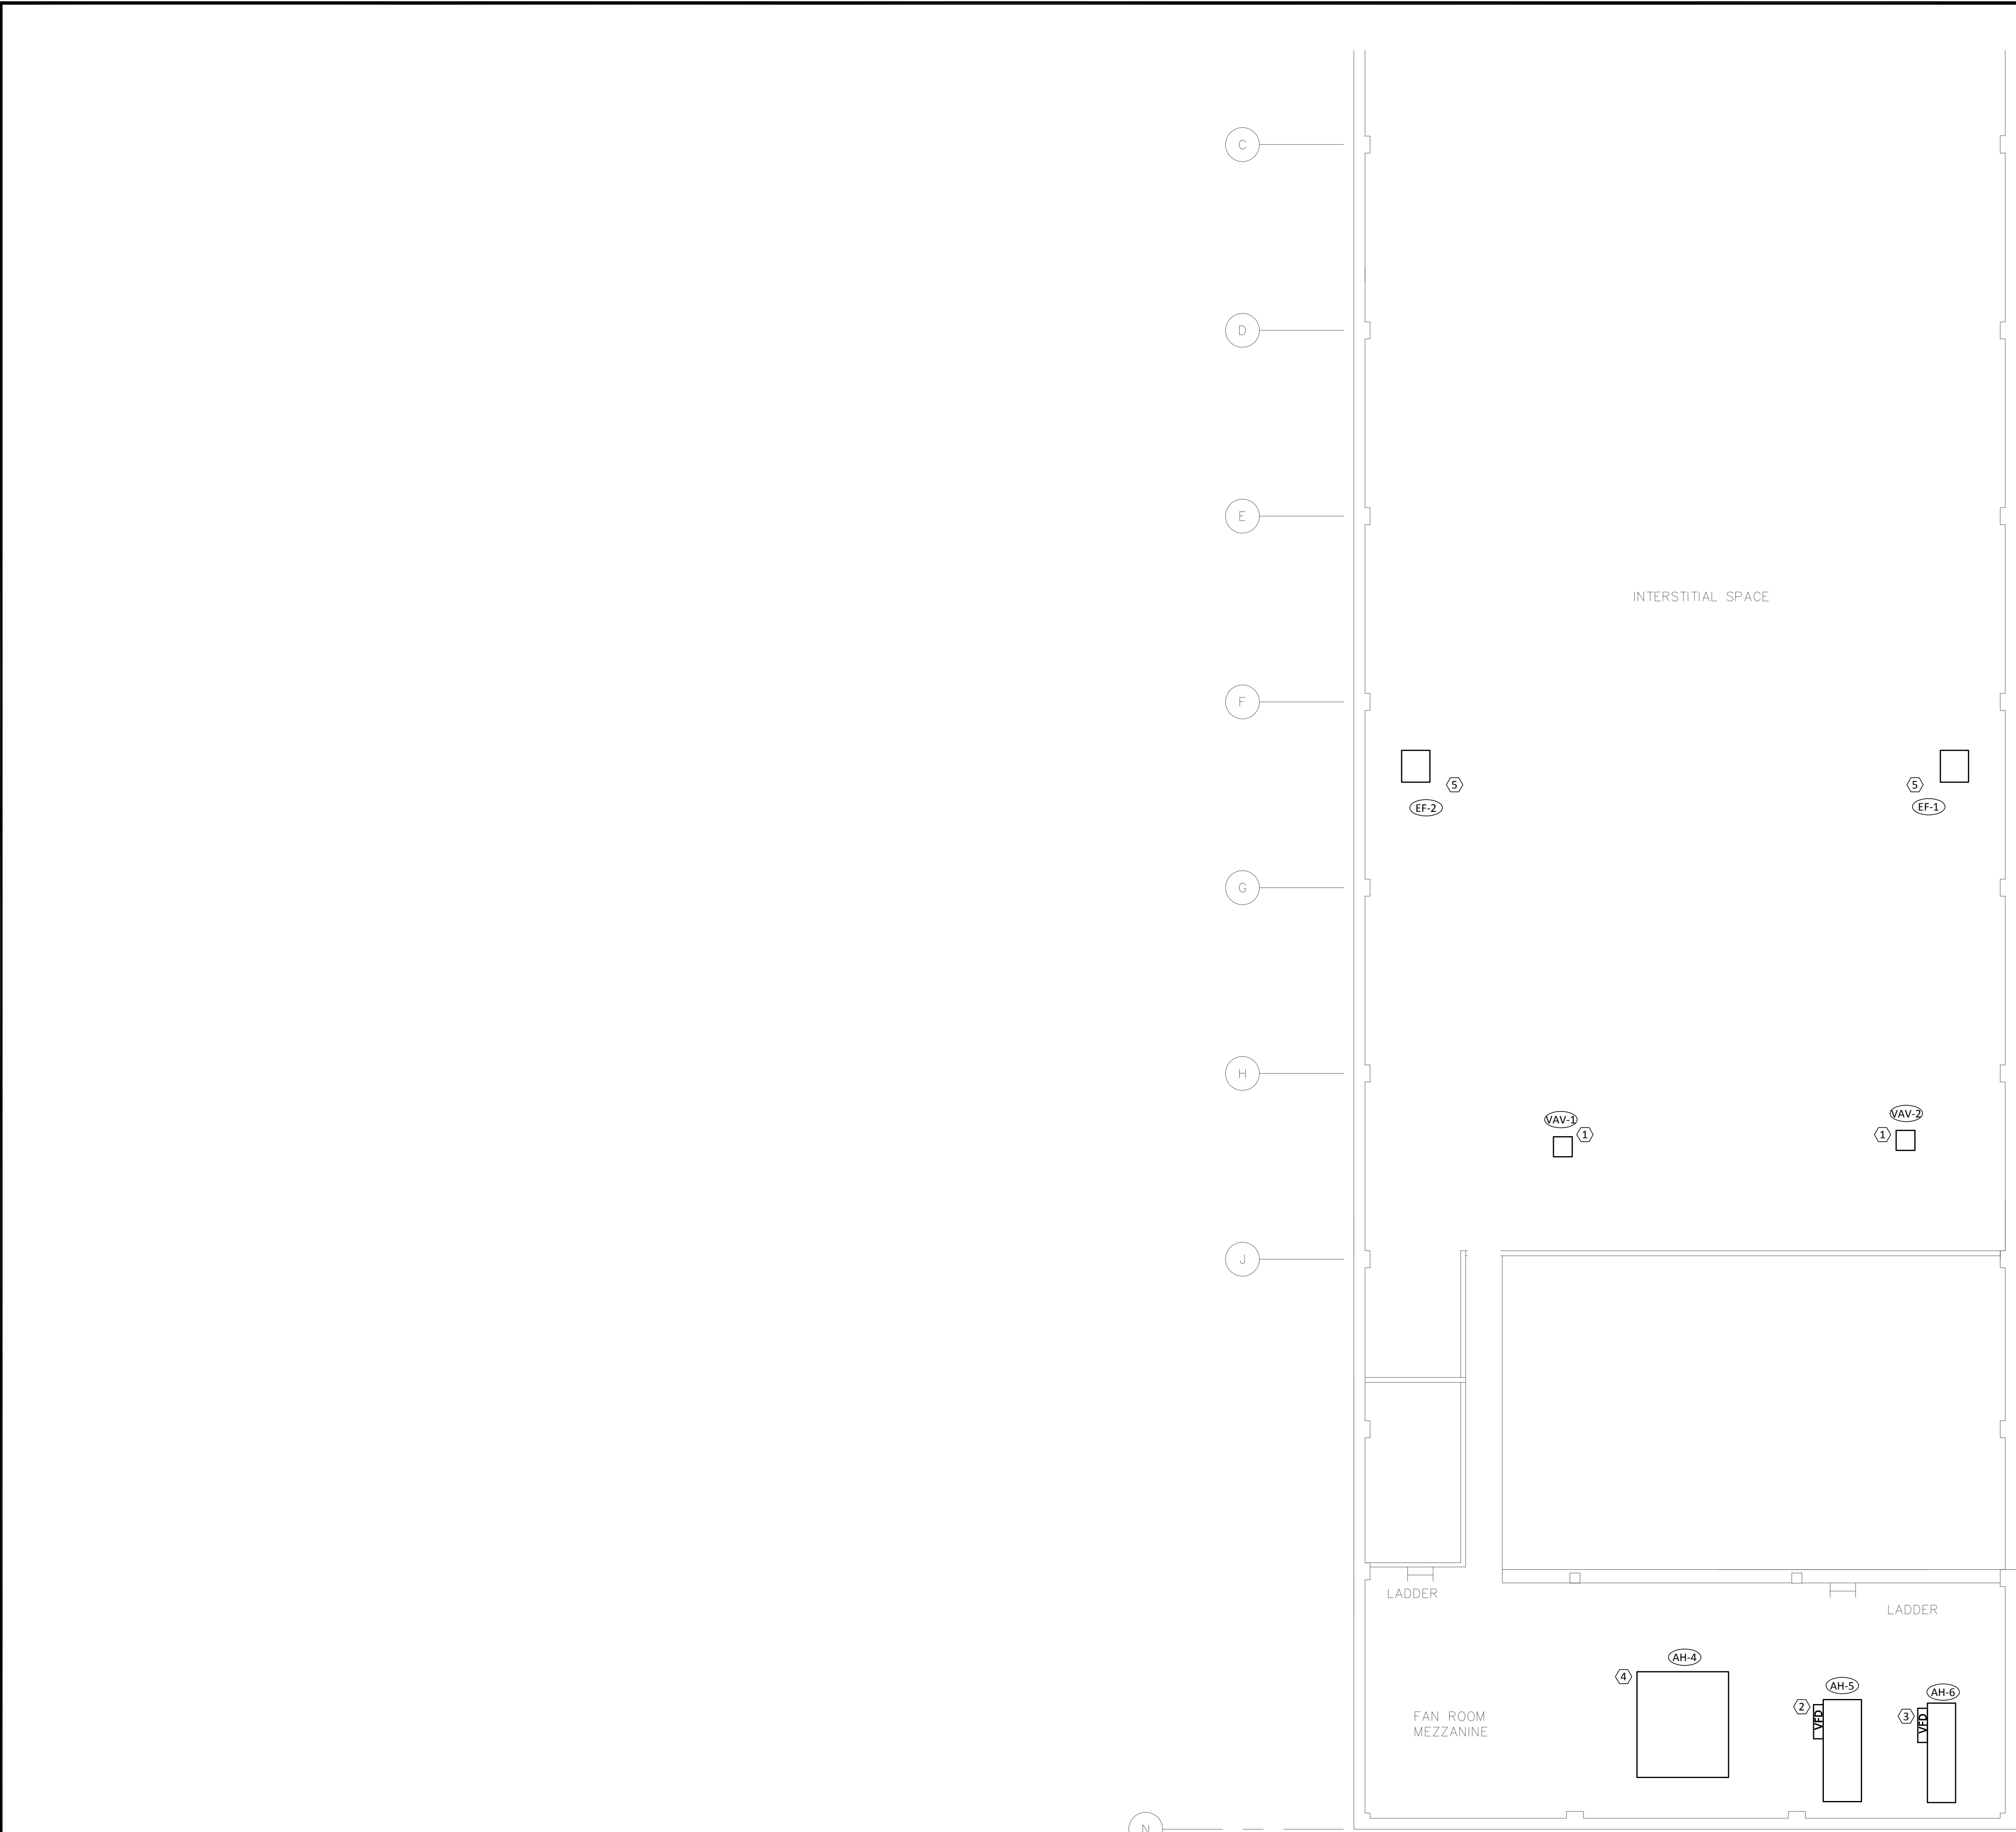 C
D
E
INTERSTITIAL SPACE
F
5
5
EF-2
EF-1
G
H
VAV-1
VAV-2
1
1
J
LADDER
LADDER
AH-4
4
AH-5
AH-6
2
VFD
3
VFD
FAN ROOM
MEZZANINE
N